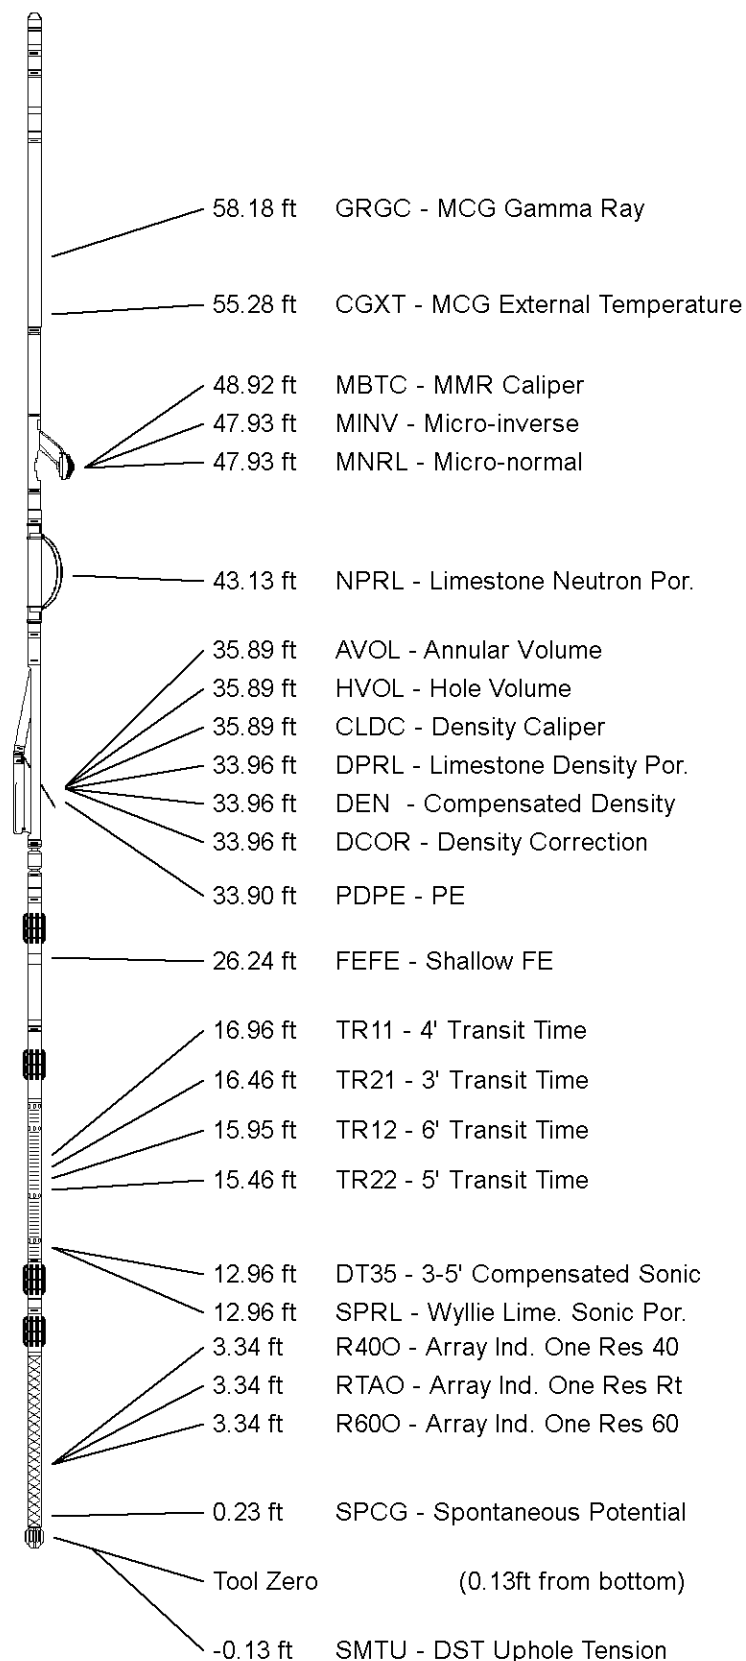 58.18 ft GRGC - MCG Gamma Ray
55.28 ft CGXT - MCG External Temperature
48.92 ft MBTC - MMR Caliper
47.93 ft MINV - Micro-inverse
47.93 ft MNRL - Micro-normal
43.13 ft NPRL - Limestone Neutron Por.
35.89 ft AVOL - Annular Volume
35.89 ft HVOL - Hole Volume
35.89 ft CLDC - Density Caliper
33.96 ft DPRL - Limestone Density Por.
33.96 ft DEN - Compensated Density
33.96 ft DCOR - Density Correction
33.90 ft PDPE - PE
26.24 ft FEFE - Shallow FE
16.96 ft TR11 - 4' Transit Time
16.46 ft TR21 - 3' Transit Time
15.95 ft TR12 - 6' Transit Time
15.46 ft TR22 - 5' Transit Time
12.96 ft DT35 - 3-5' Compensated Sonic
12.96 ft SPRL - Wyllie Lime. Sonic Por.
3.34 ft R40O - Array Ind. One Res 40
3.34 ft RTAO - Array Ind. One Res Rt
3.34 ft R60O - Array Ind. One Res 60
0.23 ft SPCG - Spontaneous Potential
Tool Zero (0.13ft from bottom)
-0.13 ft SMTU - DST Uphole Tension